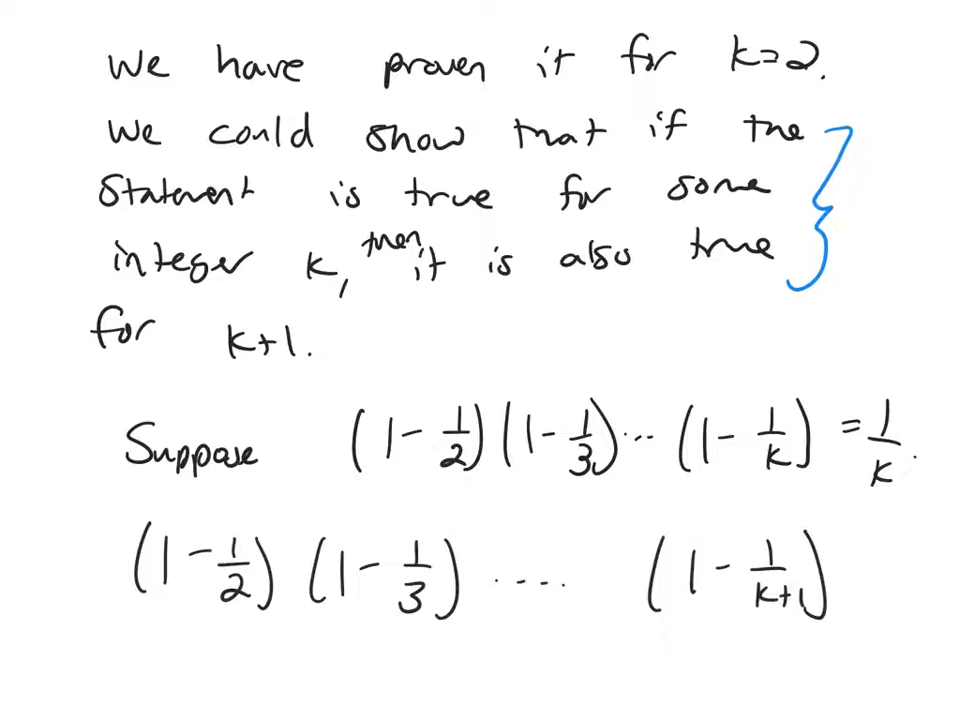 We have proven it for k=2.
We could show that if the
statement is true for some
integer k, then it is also true
for k+1.
Suppose (1 - 1/2)(1 - 1/3) ... (1 - 1/k) = 1/k.
(1 - 1/2) (1 - 1/3) .... (1 - 1/k+1)